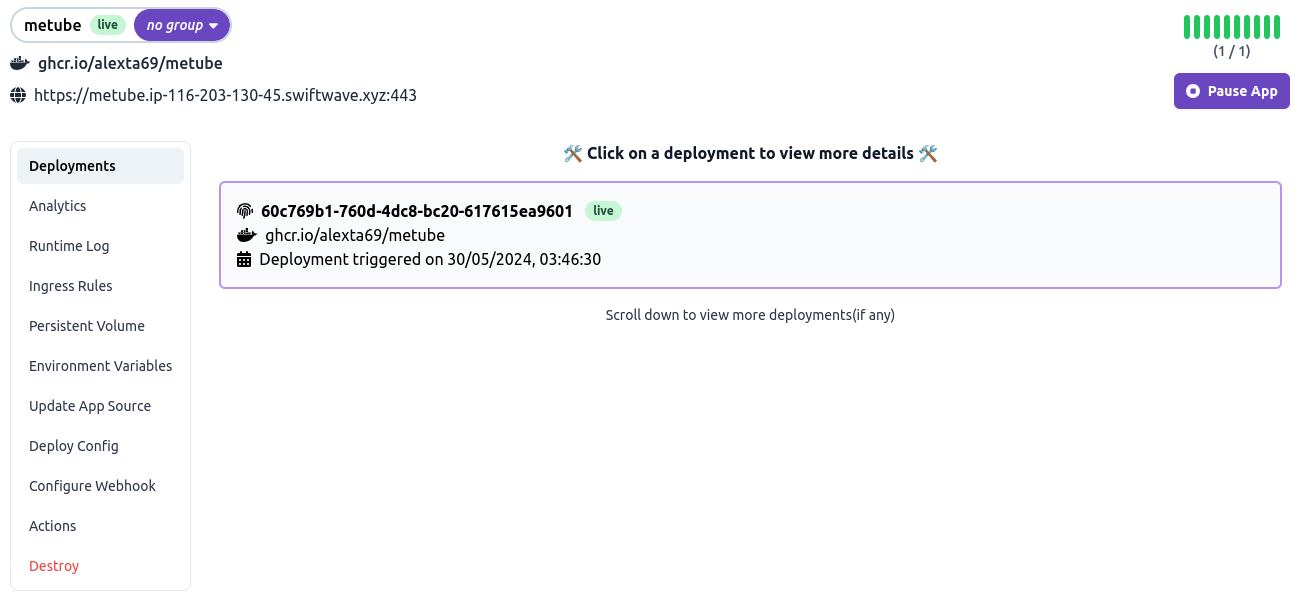 metube live no group
ghcr.io/alexta69/metube
https://metube.ip-116-203-130-45.swiftwave.xyz:443
(1 / 1)
Pause App
Deployments
Analytics
Runtime Log
Ingress Rules
Persistent Volume
Environment Variables
Update App Source
Deploy Config
Configure Webhook
Actions
Destroy
🛠️ Click on a deployment to view more details 🛠️
60c769b1-760d-4dc8-bc20-617615ea9601 live
ghcr.io/alexta69/metube
Deployment triggered on 30/05/2024, 03:46:30
Scroll down to view more deployments(if any)